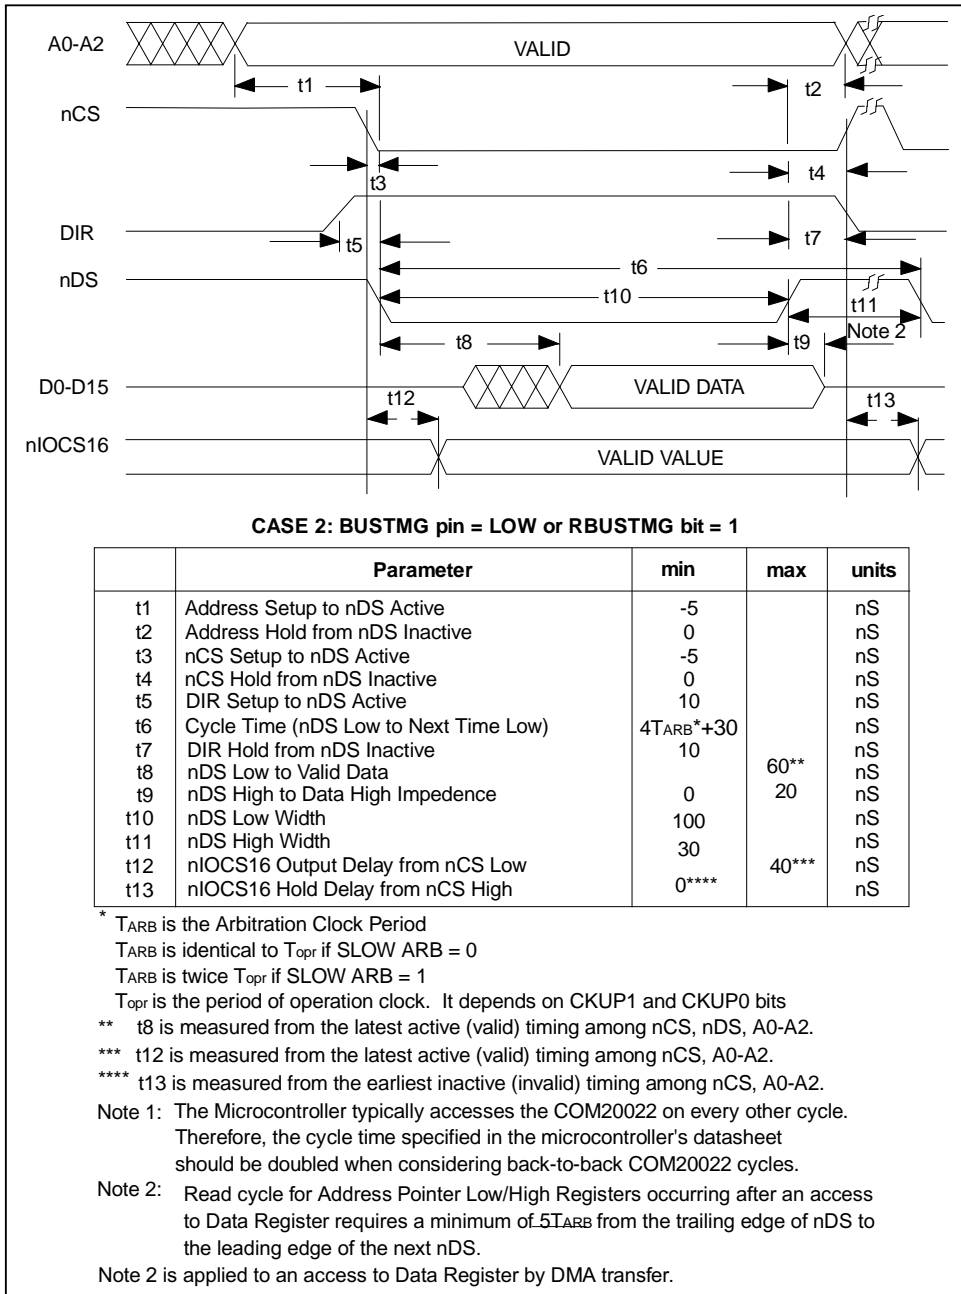 A0-A2
VALID
t1
t2
nCS
t3
t4
DIR
t5
t7
nDS
t6
t10
t11
Note 2
t8
t9
D0-D15
VALID DATA
t12
t13
nIOCS16
VALID VALUE
CASE 2: BUSTMG pin = LOW or RBUSTMG bit = 1
Parameter min max units
t1 Address Setup to nDS Active -5 nS
t2 Address Hold from nDS Inactive 0 nS
t3 nCS Setup to nDS Active -5 nS
t4 nCS Hold from nDS Inactive 0 nS
t5 DIR Setup to nDS Active 10 nS
t6 Cycle Time (nDS Low to Next Time Low) 4TARB*+30 nS
t7 DIR Hold from nDS Inactive 10 nS
t8 nDS Low to Valid Data 60** nS
t9 nDS High to Data High Impedence 0 20 nS
t10 nDS Low Width 100 nS
t11 nDS High Width 30 nS
t12 nIOCS16 Output Delay from nCS Low 40*** nS
t13 nIOCS16 Hold Delay from nCS High 0**** nS
* TARB is the Arbitration Clock Period
TARB is identical to Topr if SLOW ARB = 0
TARB is twice Topr if SLOW ARB = 1
Topr is the period of operation clock. It depends on CKUP1 and CKUP0 bits
** t8 is measured from the latest active (valid) timing among nCS, nDS, A0-A2.
*** t12 is measured from the latest active (valid) timing among nCS, A0-A2.
**** t13 is measured from the earliest inactive (invalid) timing among nCS, A0-A2.
Note 1: The Microcontroller typically accesses the COM20022 on every other cycle.
Therefore, the cycle time specified in the microcontroller's datasheet
should be doubled when considering back-to-back COM20022 cycles.
Note 2: Read cycle for Address Pointer Low/High Registers occurring after an access
to Data Register requires a minimum of 5TARB from the trailing edge of nDS to
the leading edge of the next nDS.
Note 2 is applied to an access to Data Register by DMA transfer.